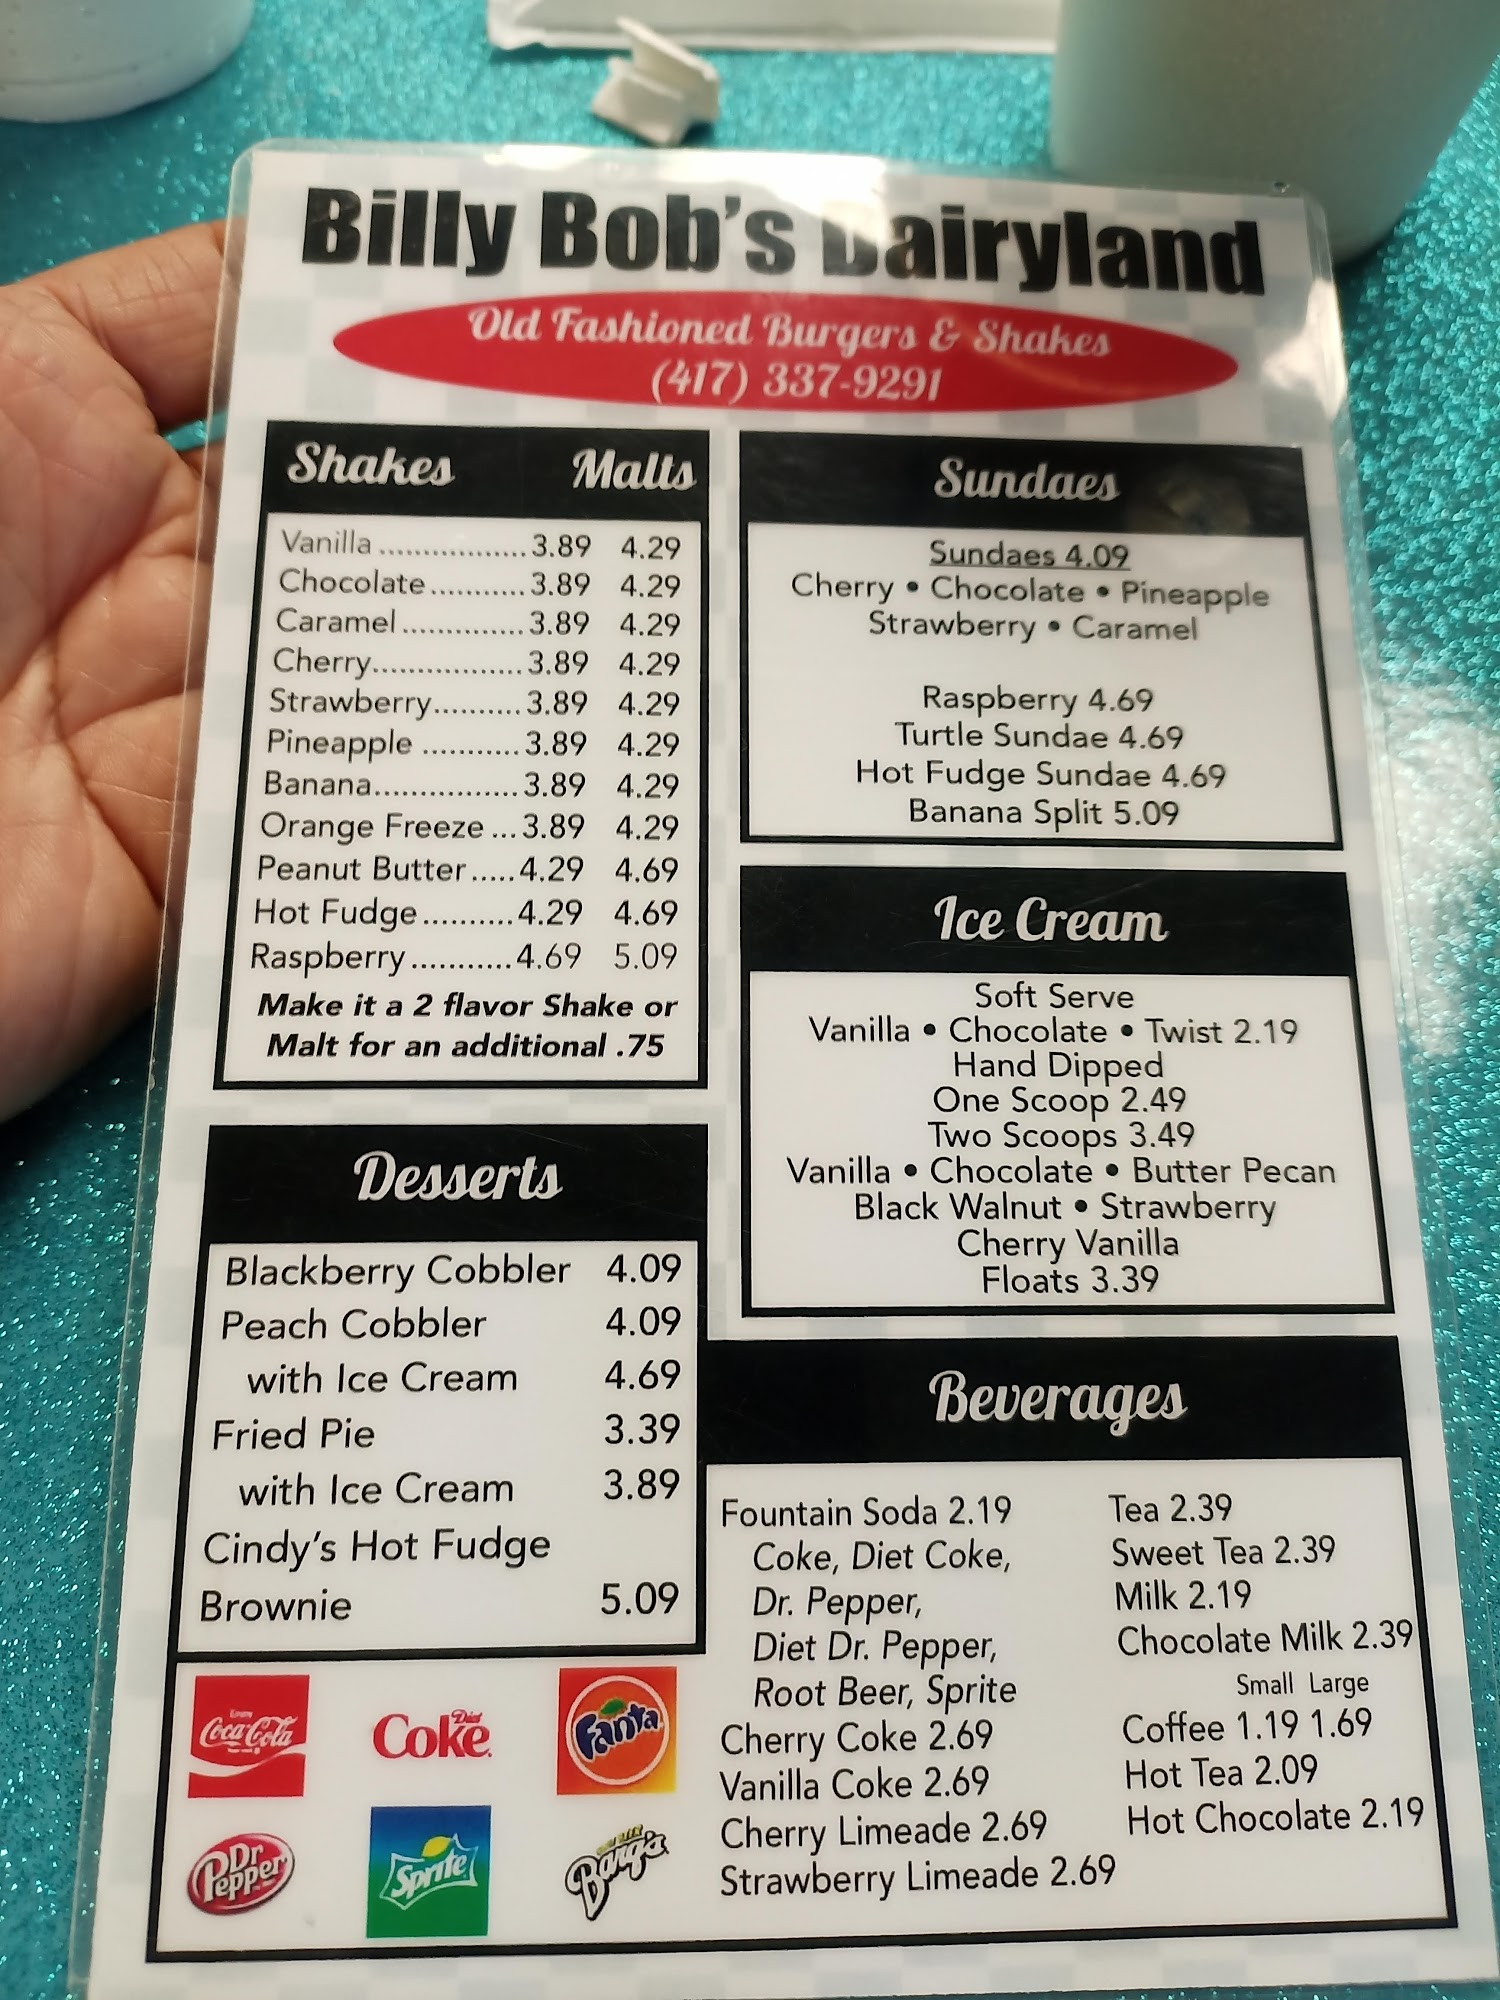 Billy Bob's Dairyland
Old Fashioned Burgers & Shakes
(417) 337-9291
Shakes Malts
Vanilla ................. 3.89 4.29
Chocolate ........... 3.89 4.29
Caramel .............. 3.89 4.29
Cherry................. 3.89 4.29
Strawberry.......... 3.89 4.29
Pineapple ........... 3.89 4.29
Banana................ 3.89 4.29
Orange Freeze ... 3.89 4.29
Peanut Butter ..... 4.29 4.69
Hot Fudge .......... 4.29 4.69
Raspberry ........... 4.69 5.09
Make it a 2 flavor Shake or
Malt for an additional .75
Desserts
Blackberry Cobbler 4.09
Peach Cobbler 4.09
with Ice Cream 4.69
Fried Pie 3.39
with Ice Cream 3.89
Cindy's Hot Fudge
Brownie 5.09
Enjoy
Coca-Cola
Diet
Coke
Fanta
Dr
Pepper
Sprite
Barq's
Sundaes
Sundaes 4.09
Cherry • Chocolate • Pineapple
Strawberry • Caramel
Raspberry 4.69
Turtle Sundae 4.69
Hot Fudge Sundae 4.69
Banana Split 5.09
Ice Cream
Soft Serve
Vanilla • Chocolate • Twist 2.19
Hand Dipped
One Scoop 2.49
Two Scoops 3.49
Vanilla • Chocolate • Butter Pecan
Black Walnut • Strawberry
Cherry Vanilla
Floats 3.39
Beverages
Fountain Soda 2.19
Coke, Diet Coke,
Dr. Pepper,
Diet Dr. Pepper,
Root Beer, Sprite
Cherry Coke 2.69
Vanilla Coke 2.69
Cherry Limeade 2.69
Strawberry Limeade 2.69
Tea 2.39
Sweet Tea 2.39
Milk 2.19
Chocolate Milk 2.39
Small Large
Coffee 1.19 1.69
Hot Tea 2.09
Hot Chocolate 2.19